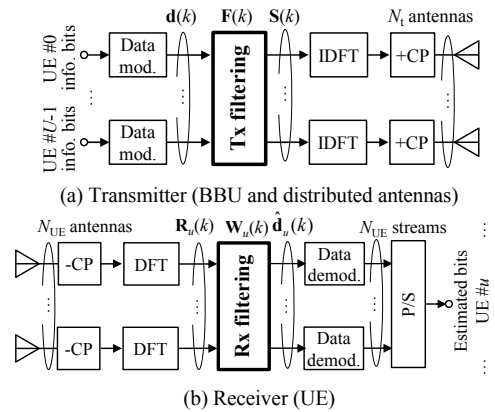 d(k)
F(k)
S(k)
Nt antennas
UE #0
info. bits
Data
mod.
Tx filtering
IDFT
+CP
...
...
...
...
UE #U-1
info. bits
Data
mod.
IDFT
+CP
(a) Transmitter (BBU and distributed antennas)
NUE antennas
Ru(k)
Wu(k)
d̂u(k)
NUE streams
-CP
DFT
Rx filtering
Data
demod.
P/S
Estimated bits
UE #u
...
...
...
...
...
...
-CP
DFT
Data
demod.
(b) Receiver (UE)